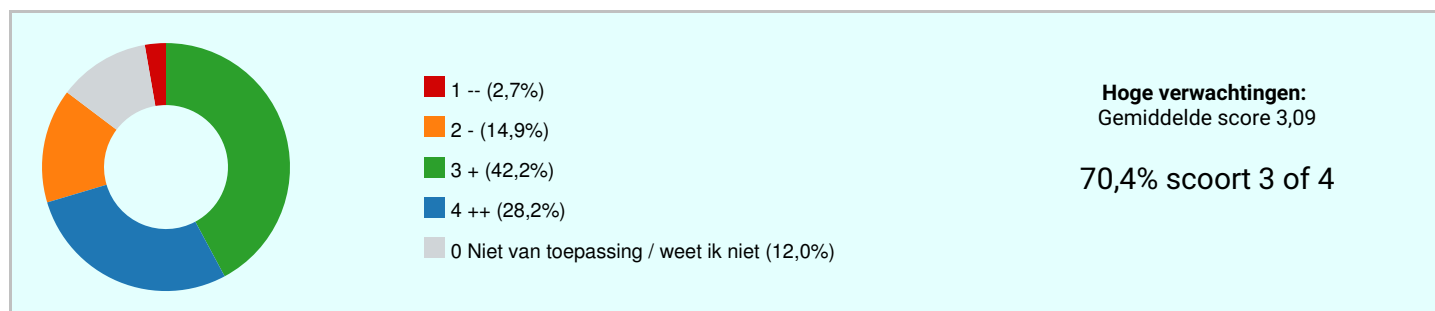 1 -- (2,7%)
2 - (14,9%)
3 + (42,2%)
4 ++ (28,2%)
0 Niet van toepassing / weet ik niet (12,0%)
Hoge verwachtingen:
Gemiddelde score 3,09
70,4% scoort 3 of 4